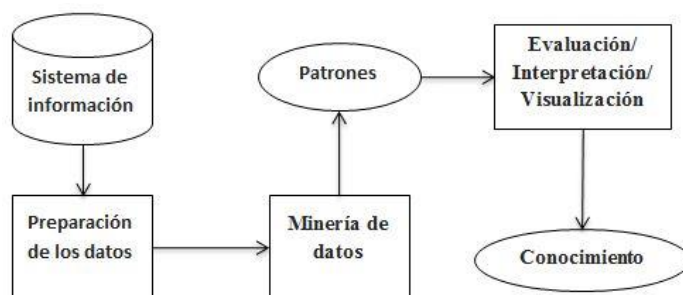 Sistema de
información
Preparación
de los datos
Minería de
datos
Patrones
Evaluación/
Interpretación/
Visualización
Conocimiento